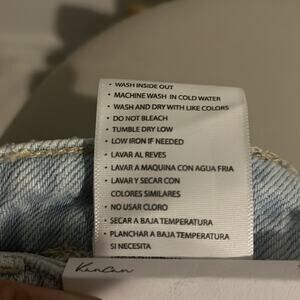 • WASH INSIDE OUT
• MACHINE WASH IN COLD WATER
• WASH AND DRY WITH LIKE COLORS
• DO NOT BLEACH
• TUMBLE DRY LOW
• LOW IRON IF NEEDED
• LAVAR AL REVES
• LAVAR A MAQUINA CON AGUA FRIA
• LAVAR Y SECAR CON
COLORES SIMILARES
• NO USAR CLORO
• SECAR A BAJA TEMPERATURA
• PLANCHAR A BAJA TEMPERATURA
SI NECESITA
KanCan